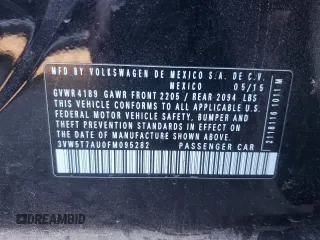 MFD. BY VOLKSWAGEN DE MEXICO S.A. DE C.V.
MEXICO 05/15
GVWR 4189 GAWR FRONT 2205 / REAR 2094 LBS
THIS VEHICLE CONFORMS TO ALL APPLICABLE U.S.
FEDERAL MOTOR VEHICLE SAFETY, BUMPER AND
THEFT PREVENTION STANDARDS IN EFFECT ON
THE DATE OF MANUFACTURE SHOWN ABOVE.
3VW5T7AU0FM095282 PASSENGER CAR
2118116 1011 M
© DREAMBID